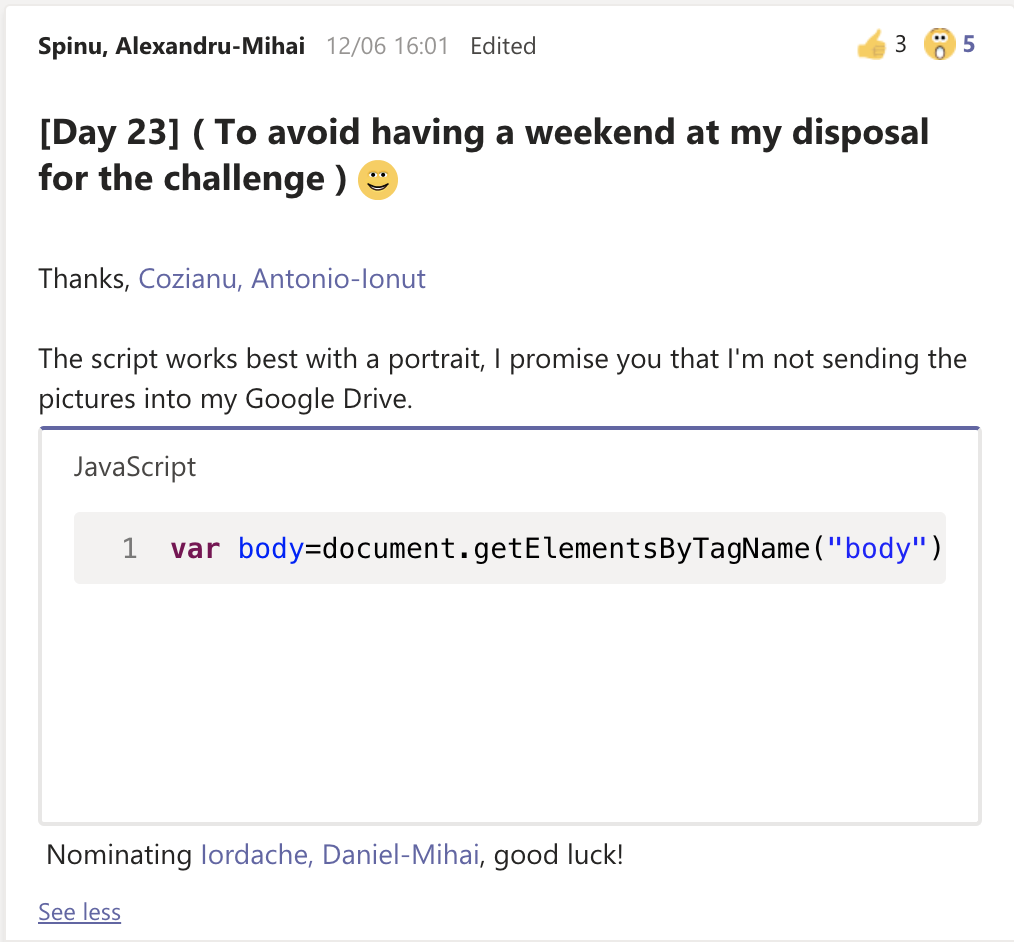 Spinu, Alexandru-Mihai 12/06 16:01 Edited 3 5
[Day 23] ( To avoid having a weekend at my disposal
for the challenge )
Thanks, Cozianu, Antonio-Ionut
The script works best with a portrait, I promise you that I'm not sending the
pictures into my Google Drive.
JavaScript
1 var body=document.getElementsByTagName("body")
Nominating Iordache, Daniel-Mihai, good luck!
See less